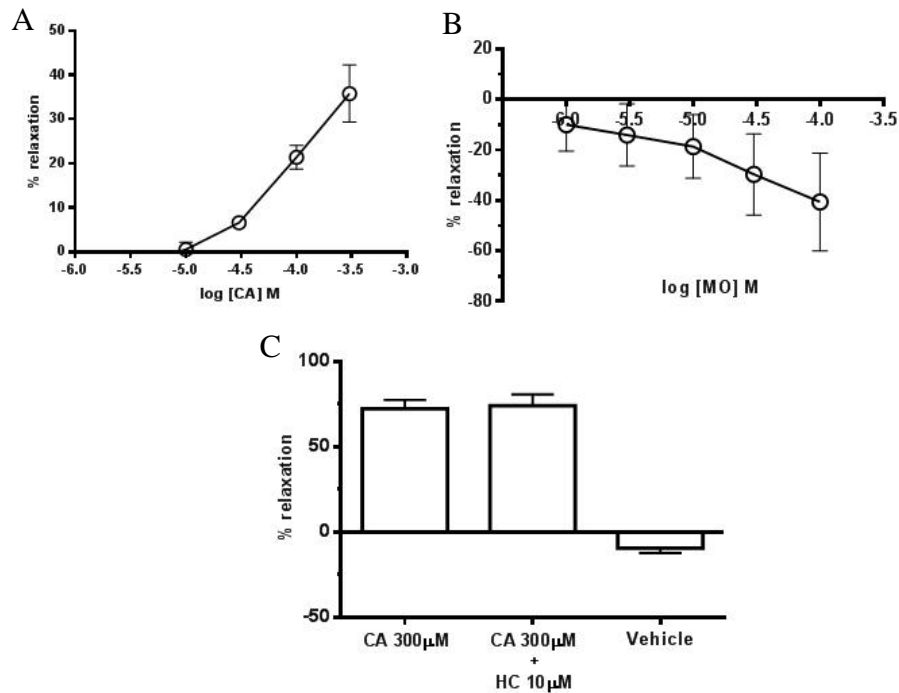 A
50
40
30
20
10
0
% relaxation
-6.0 -5.5 -5.0 -4.5 -4.0 -3.5 -3.0
log [CA] M
B
20
0
-20
-40
-60
-80
% relaxation
-6.0 -5.5 -5.0 -4.5 -4.0 -3.5
log [MO] M
C
100
50
0
-50
% relaxation
CA 300μM CA 300μM Vehicle
+
HC 10μM